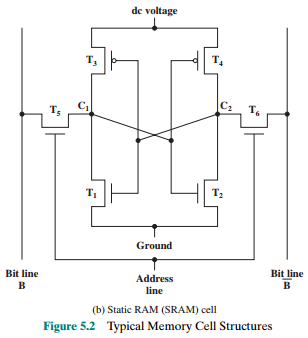 dc voltage
T3 T4
T5 C1 C2 T6
T1 T2
Ground
Bit line
B
Address
line
Bit line
B̅
(b) Static RAM (SRAM) cell
Figure 5.2 Typical Memory Cell Structures